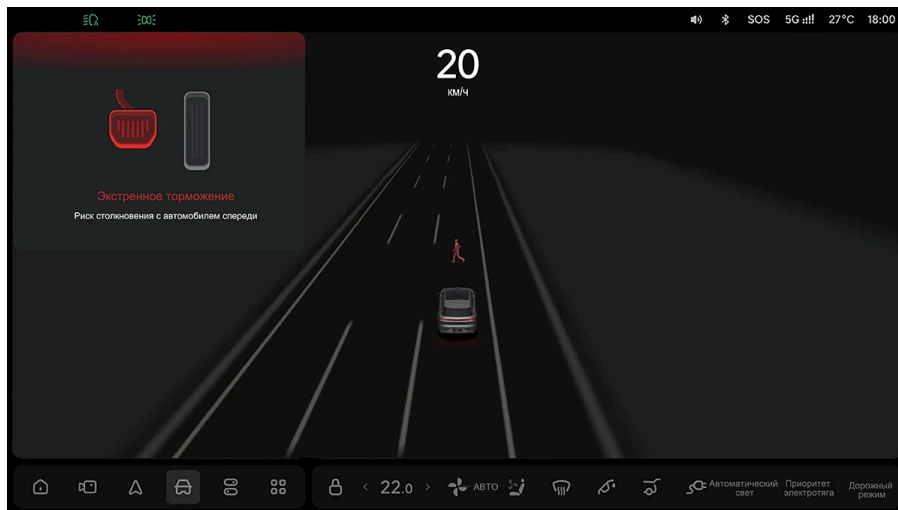 SOS 5G 27°C 18:00
20
км/ч
Экстренное торможение
Риск столкновения с автомобилем спереди
22.0
АВТО
Автоматический
свет
Приоритет
электротяга
Дорожный
режим